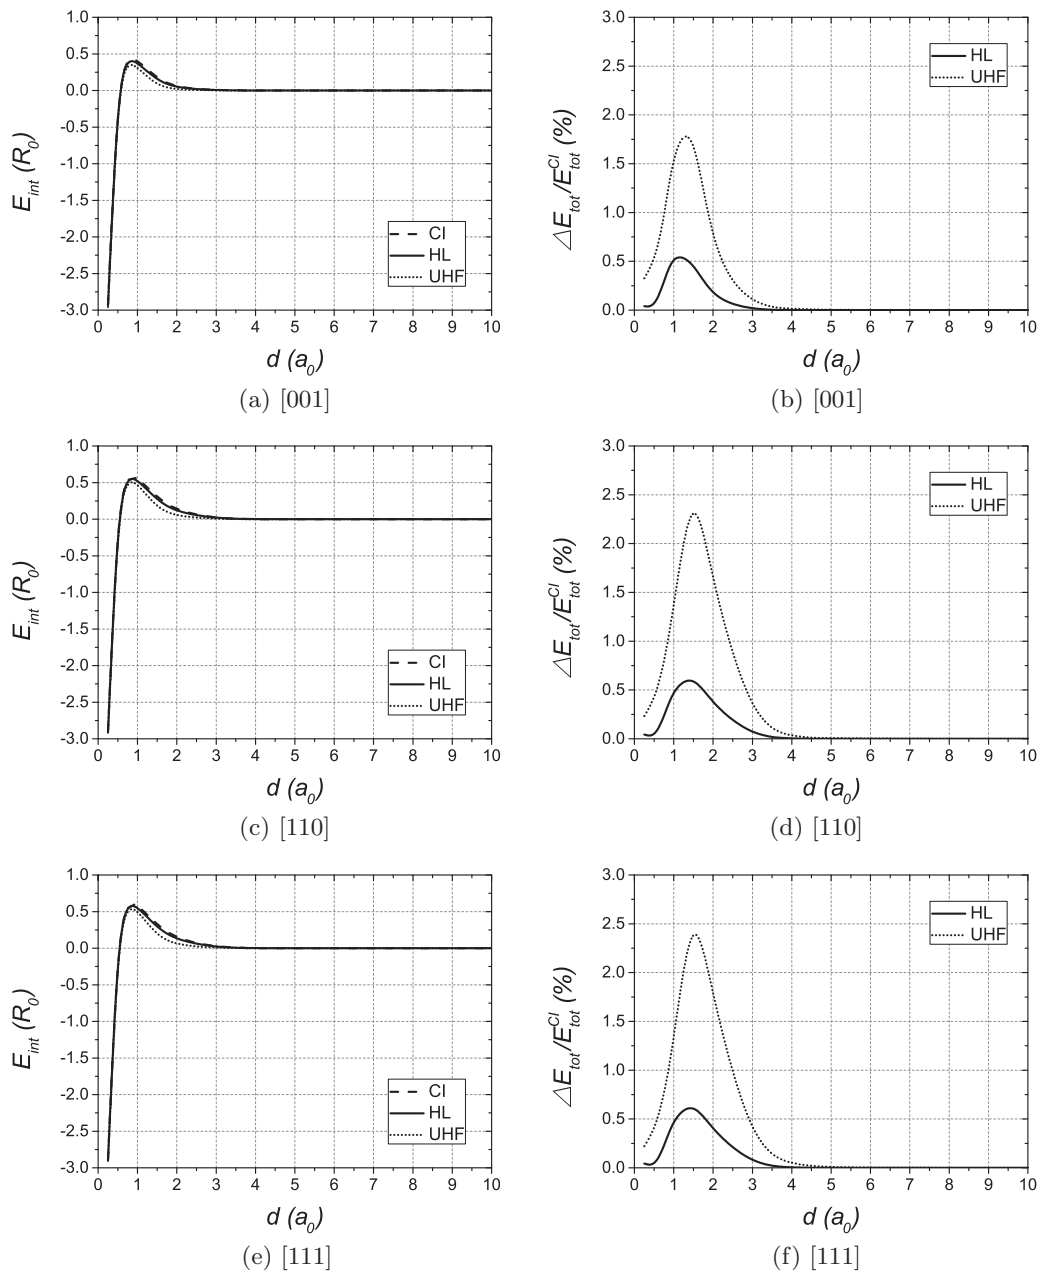 1.0
0.5
0.0
-0.5
-1.0
-1.5
-2.0
-2.5
-3.0
E_int (R_0)
CI
HL
UHF
0 1 2 3 4 5 6 7 8 9 10
d (a_0)
(a) [001]
3.0
2.5
2.0
1.5
1.0
0.5
0.0
△E_tot/E_tot^CI (%)
HL
UHF
0 1 2 3 4 5 6 7 8 9 10
d (a_0)
(b) [001]
1.0
0.5
0.0
-0.5
-1.0
-1.5
-2.0
-2.5
-3.0
E_int (R_0)
CI
HL
UHF
0 1 2 3 4 5 6 7 8 9 10
d (a_0)
(c) [110]
3.0
2.5
2.0
1.5
1.0
0.5
0.0
△E_tot/E_tot^CI (%)
HL
UHF
0 1 2 3 4 5 6 7 8 9 10
d (a_0)
(d) [110]
1.0
0.5
0.0
-0.5
-1.0
-1.5
-2.0
-2.5
-3.0
E_int (R_0)
CI
HL
UHF
0 1 2 3 4 5 6 7 8 9 10
d (a_0)
(e) [111]
3.0
2.5
2.0
1.5
1.0
0.5
0.0
△E_tot/E_tot^CI (%)
HL
UHF
0 1 2 3 4 5 6 7 8 9 10
d (a_0)
(f) [111]